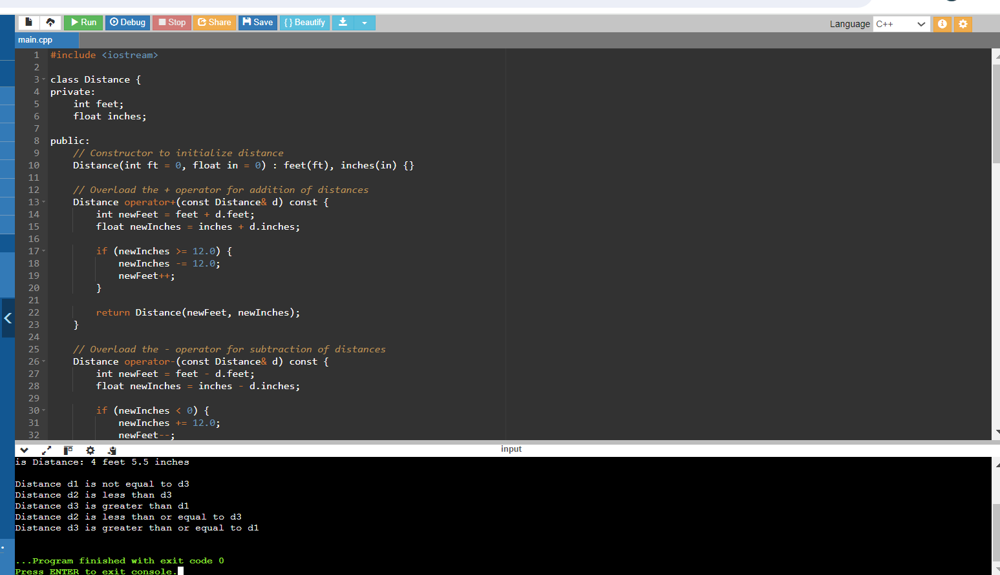 Run Debug Stop Share Save { } Beautify Language C++
main.cpp
1 #include <iostream>
2
3 class Distance {
4 private:
5 int feet;
6 float inches;
7
8 public:
9 // Constructor to initialize distance
10 Distance(int ft = 0, float in = 0) : feet(ft), inches(in) {}
11
12 // Overload the + operator for addition of distances
13 Distance operator+(const Distance& d) const {
14 int newFeet = feet + d.feet;
15 float newInches = inches + d.inches;
16
17 if (newInches >= 12.0) {
18 newInches -= 12.0;
19 newFeet++;
20 }
21
22 return Distance(newFeet, newInches);
23 }
24
25 // Overload the - operator for subtraction of distances
26 Distance operator-(const Distance& d) const {
27 int newFeet = feet - d.feet;
28 float newInches = inches - d.inches;
29
30 if (newInches < 0) {
31 newInches += 12.0;
32 newFeet--;
input
is Distance: 4 feet 5.5 inches
Distance d1 is not equal to d3
Distance d2 is less than d3
Distance d3 is greater than d1
Distance d2 is less than or equal to d3
Distance d3 is greater than or equal to d1
...Program finished with exit code 0
Press ENTER to exit console.